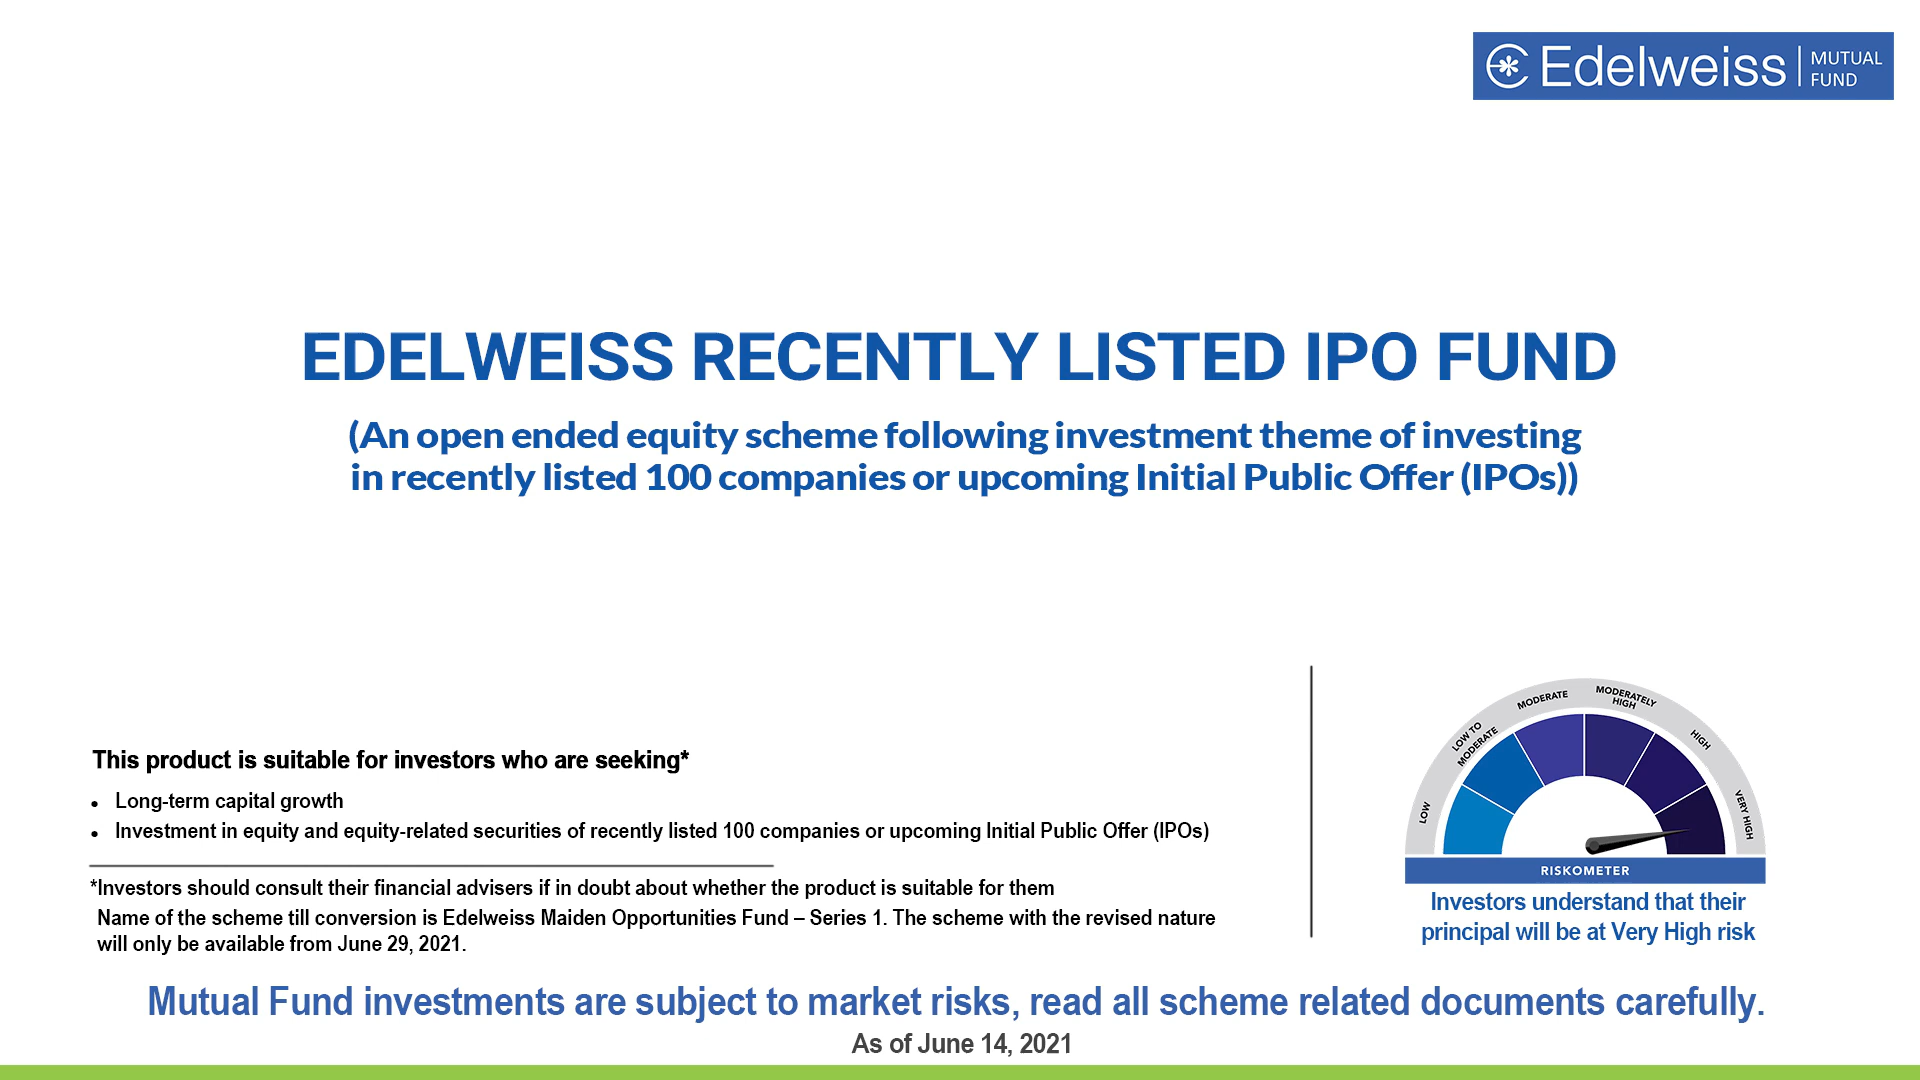 Edelweiss MUTUAL
FUND
EDELWEISS RECENTLY LISTED IPO FUND
(An open ended equity scheme following investment theme of investing
in recently listed 100 companies or upcoming Initial Public Offer (IPOs))
This product is suitable for investors who are seeking*
• Long-term capital growth
• Investment in equity and equity-related securities of recently listed 100 companies or upcoming Initial Public Offer (IPOs)
*Investors should consult their financial advisers if in doubt about whether the product is suitable for them
Name of the scheme till conversion is Edelweiss Maiden Opportunities Fund – Series 1. The scheme with the revised nature
will only be available from June 29, 2021.
LOW
LOW TO
MODERATE
MODERATE
MODERATELY
HIGH
HIGH
VERY HIGH
RISKOMETER
Investors understand that their
principal will be at Very High risk
Mutual Fund investments are subject to market risks, read all scheme related documents carefully.
As of June 14, 2021